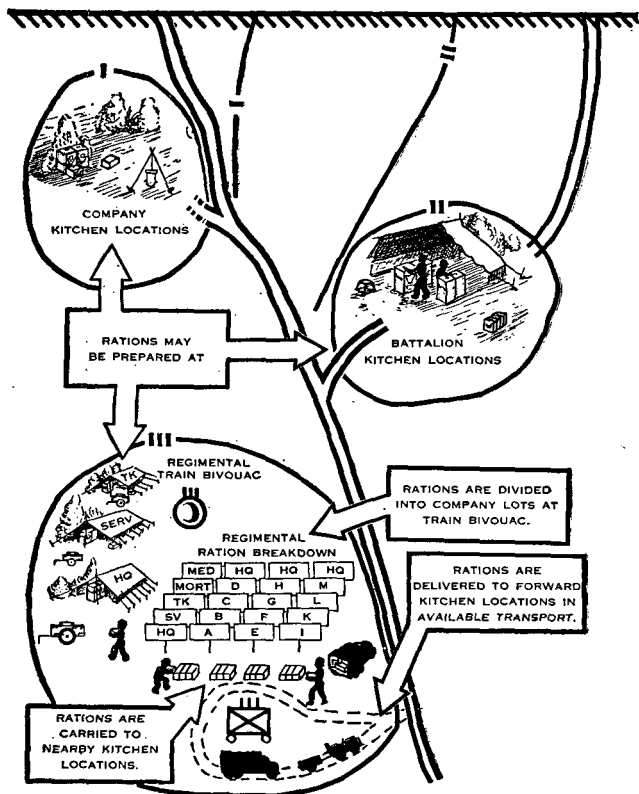 I
COMPANY
KITCHEN LOCATIONS
I
II
II
BATTALION
KITCHEN LOCATIONS
RATIONS MAY
BE PREPARED AT
III
REGIMENTAL
TRAIN BIVOUAC
TK
SERV
HQ
RATIONS ARE DIVIDED
INTO COMPANY LOTS AT
TRAIN BIVOUAC.
REGIMENTAL
RATION BREAKDOWN
MED HQ HQ HQ
MORT D H M
TK C G L
SV B F K
HQ A E I
RATIONS ARE
DELIVERED TO FORWARD
KITCHEN LOCATIONS IN
AVAILABLE TRANSPORT.
RATIONS ARE
CARRIED TO
NEARBY KITCHEN
LOCATIONS.